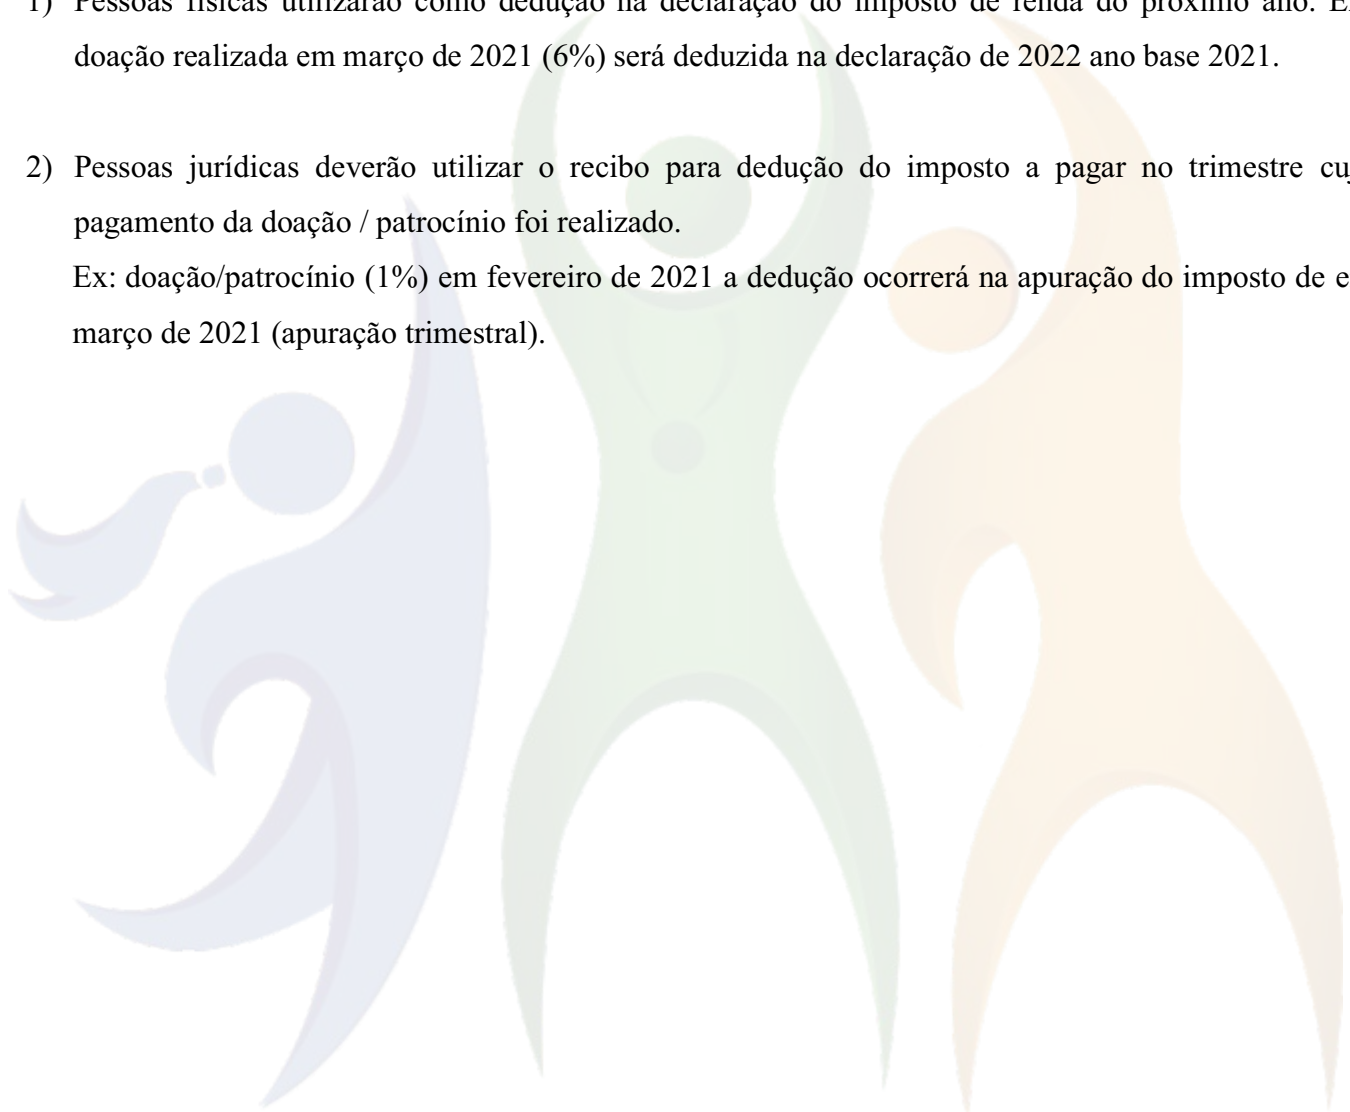 1) Pessoas físicas utilizarão como dedução na declaração do imposto de renda do próximo ano.
doação realizada em março de 2021 (6%) será deduzida na declaração de 2022 ano base 2021.
2) Pessoas jurídicas deverão utilizar o recibo para dedução do imposto a pagar no trimestre
pagamento da doação / patrocínio foi realizado.
Ex: doação/patrocínio (1%) em fevereiro de 2021 a dedução ocorrerá na apuração do imposto de
março de 2021 (apuração trimestral).